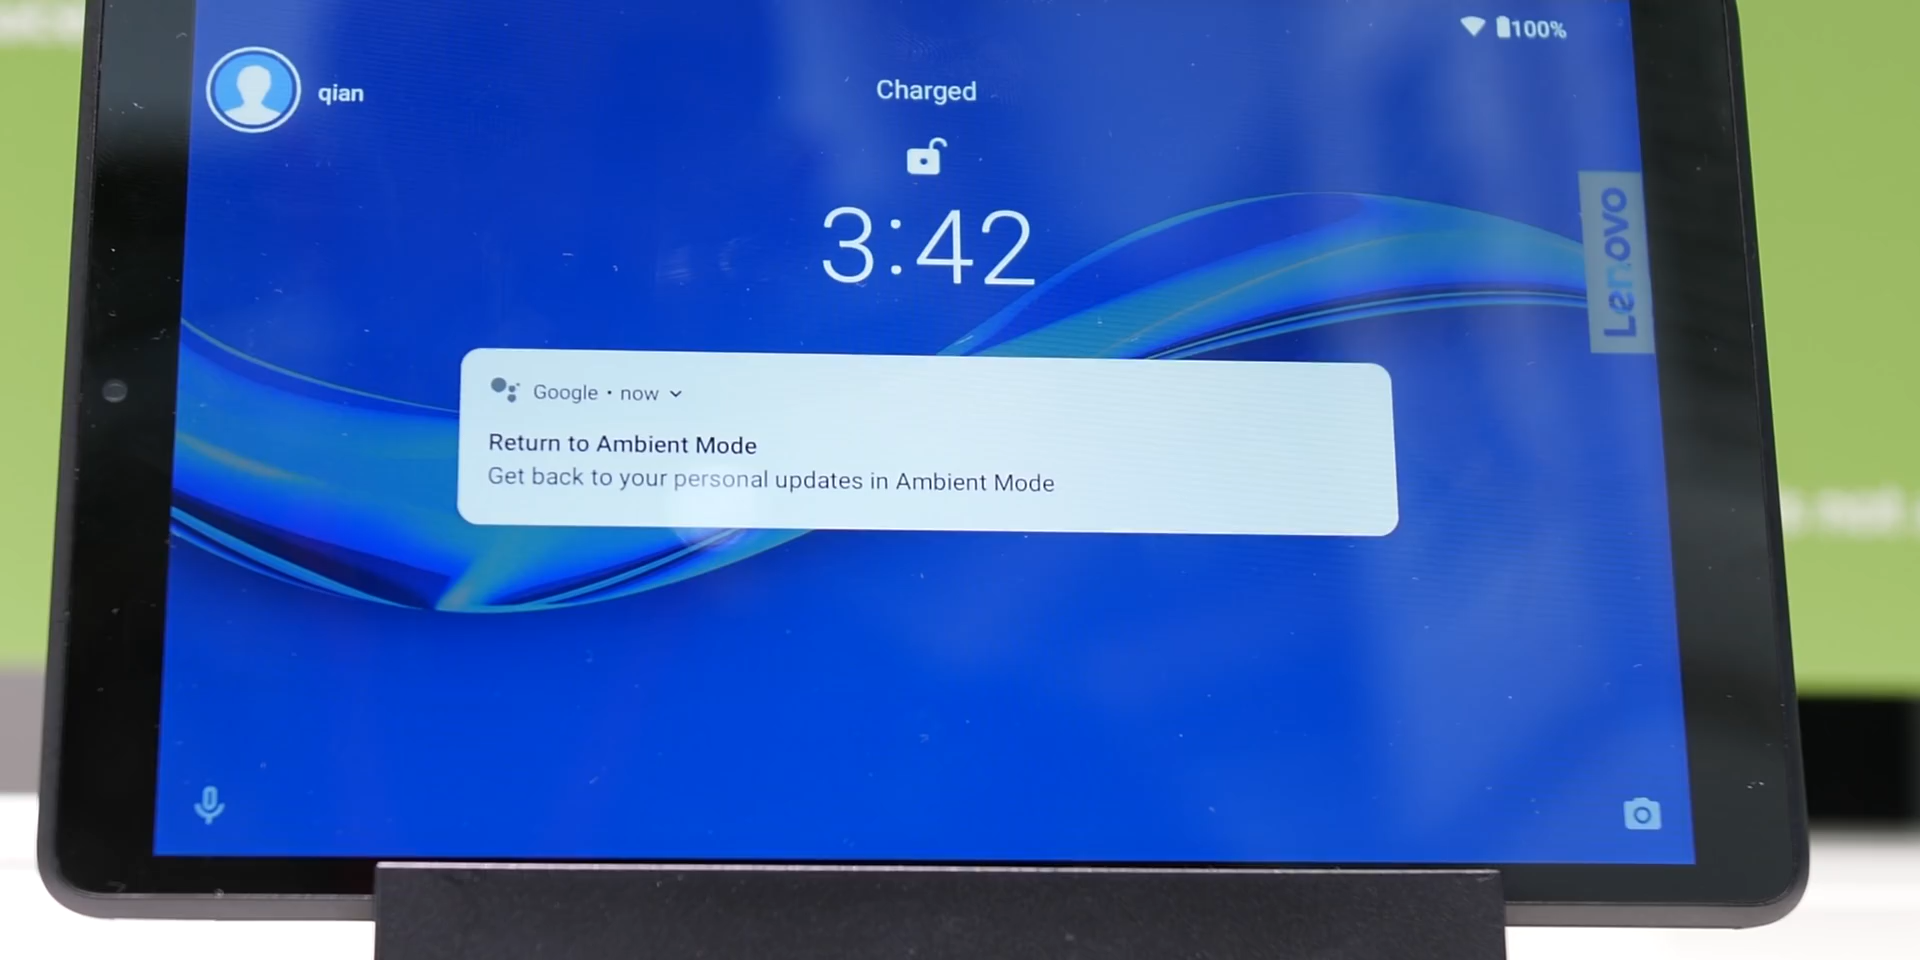 100%
qian
Charged
3:42
Lenovo
Google • now
Return to Ambient Mode
Get back to your personal updates in Ambient Mode
not